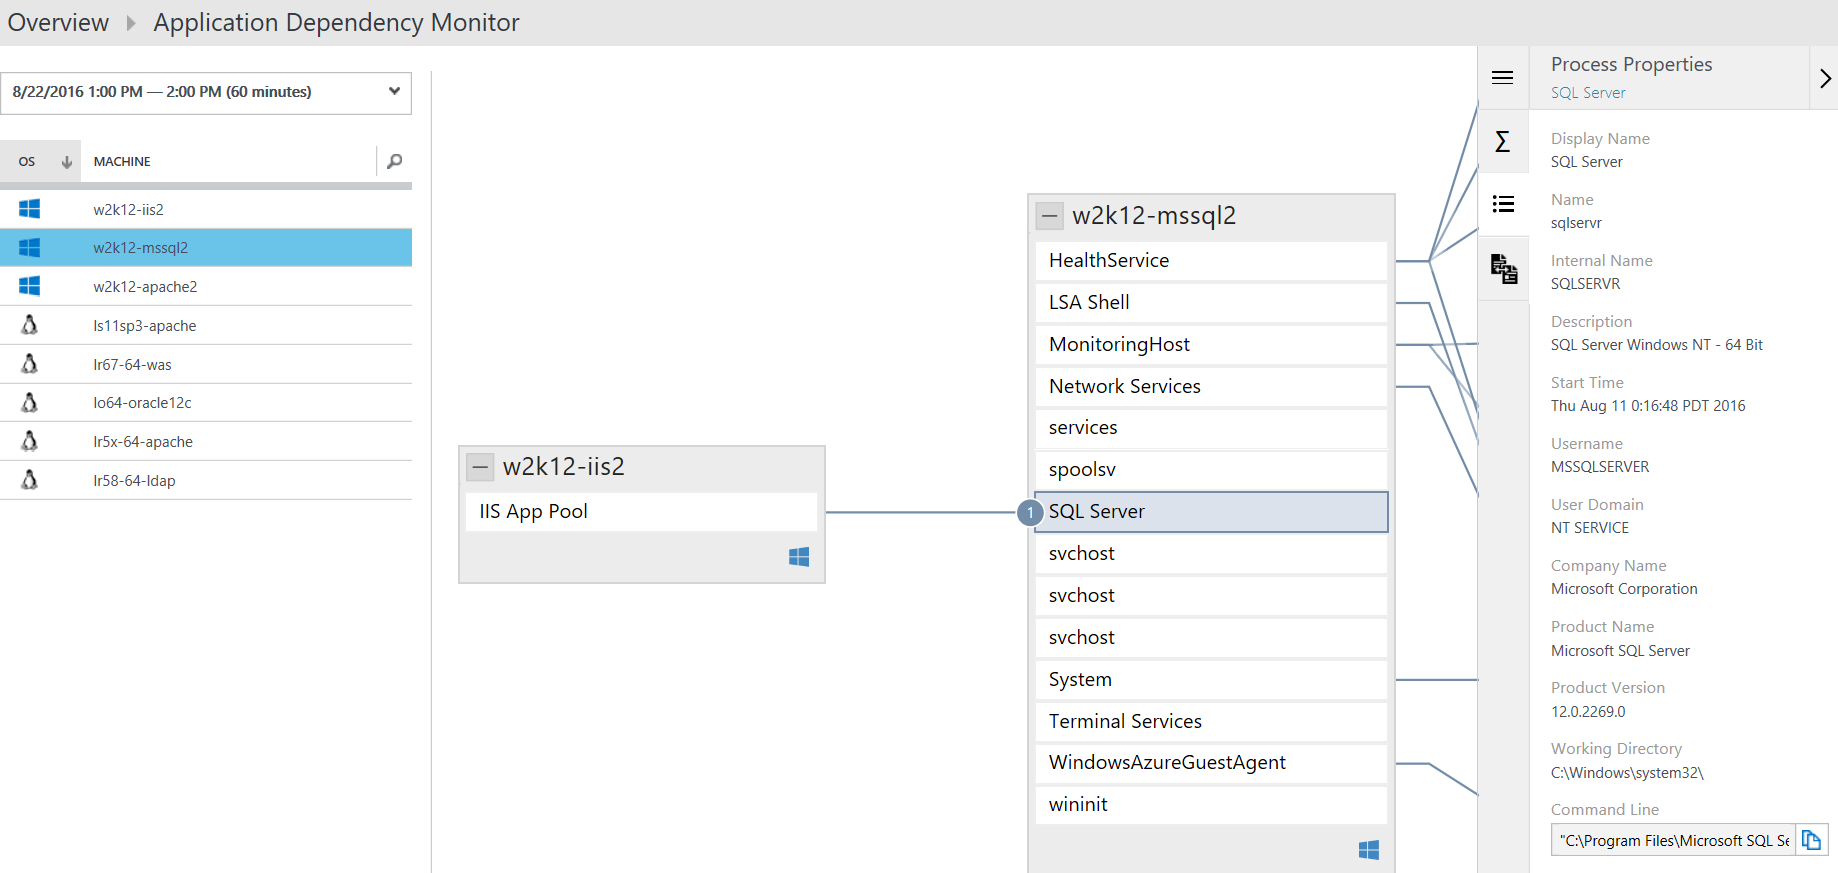 Overview
Application Dependency Monitor
8/22/2016 1:00 PM — 2:00 PM (60 minutes)
OS
MACHINE
w2k12-iis2
w2k12-mssql2
w2k12-apache2
ls11sp3-apache
lr67-64-was
lo64-oracle12c
lr5x-64-apache
lr58-64-ldap
w2k12-iis2
IIS App Pool
1
w2k12-mssql2
HealthService
LSA Shell
MonitoringHost
Network Services
services
spoolsv
SQL Server
svchost
svchost
svchost
System
Terminal Services
WindowsAzureGuestAgent
wininit
Σ
Process Properties
SQL Server
Display Name
SQL Server
Name
sqlservr
Internal Name
SQLSERVR
Description
SQL Server Windows NT - 64 Bit
Start Time
Thu Aug 11 0:16:48 PDT 2016
Username
MSSQLSERVER
User Domain
NT SERVICE
Company Name
Microsoft Corporation
Product Name
Microsoft SQL Server
Product Version
12.0.2269.0
Working Directory
C:\Windows\system32\
Command Line
"C:\Program Files\Microsoft SQL Se